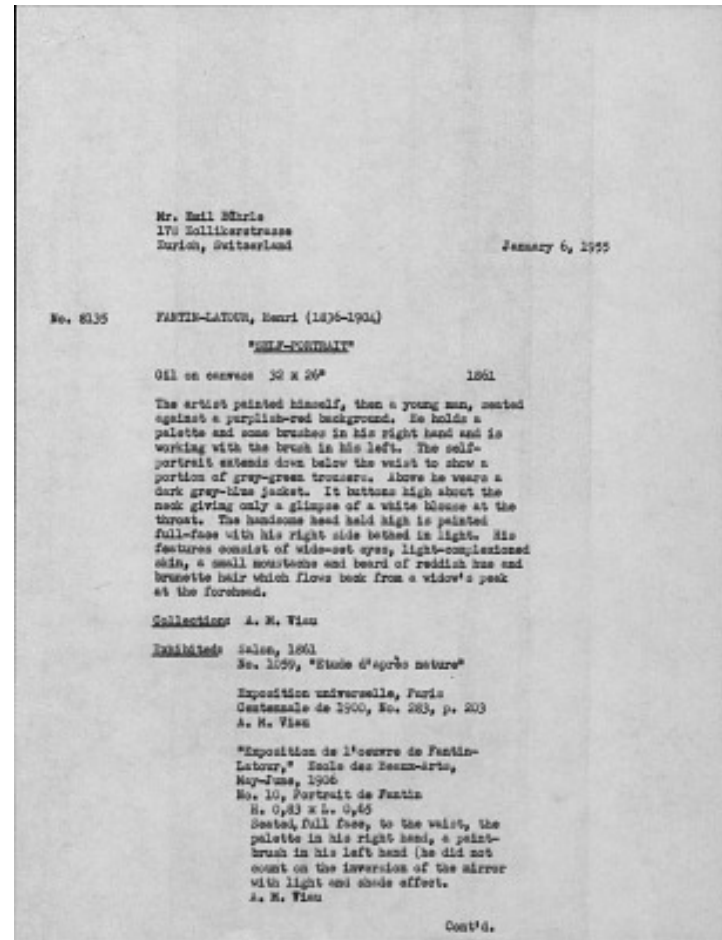 Mr. Emil Bührle
178 Zollikerstrasse
Zurich, Switzerland
January 6, 1955
No. 8135 FANTIN-LATOUR, Henri (1836-1904)
"SELF-PORTRAIT"
Oil on canvas 32 x 26" 1861
The artist painted himself, then a young man, seated
against a purplish-red background. He holds a
palette and some brushes in his right hand and is
working with the brush in his left. The self-
portrait extends down below the waist to show a
portion of grey-green trousers. Above he wears a
dark grey-blue jacket. It buttons high about the
neck giving only a glimpse of a white blouse at the
throat. The handsome head held high is painted
full-face with his right side bathed in light. His
features consist of wide-set eyes, light-complexioned
skin, a small moustache and beard of reddish hue and
brunette hair which flows back from a widow's peak
at the forehead.
Collection: A. M. Viau
Exhibited: Salon, 1861
No. 1059, "Etude d'après nature"
Exposition universelle, Paris
Centennale de 1900, No. 283, p. 203
A. M. Viau
"Exposition de l'oeuvre de Fantin-
Latour," Ecole des Beaux-Arts,
May-June, 1906
No. 10, Portrait de Fantin
H. 0,83 x L. 0,65
Seated, full face, to the waist, the
palette in his right hand, a paint-
brush in his left hand (he did not
count on the inversion of the mirror
with light and shade effect.
A. M. Viau
Cont'd.